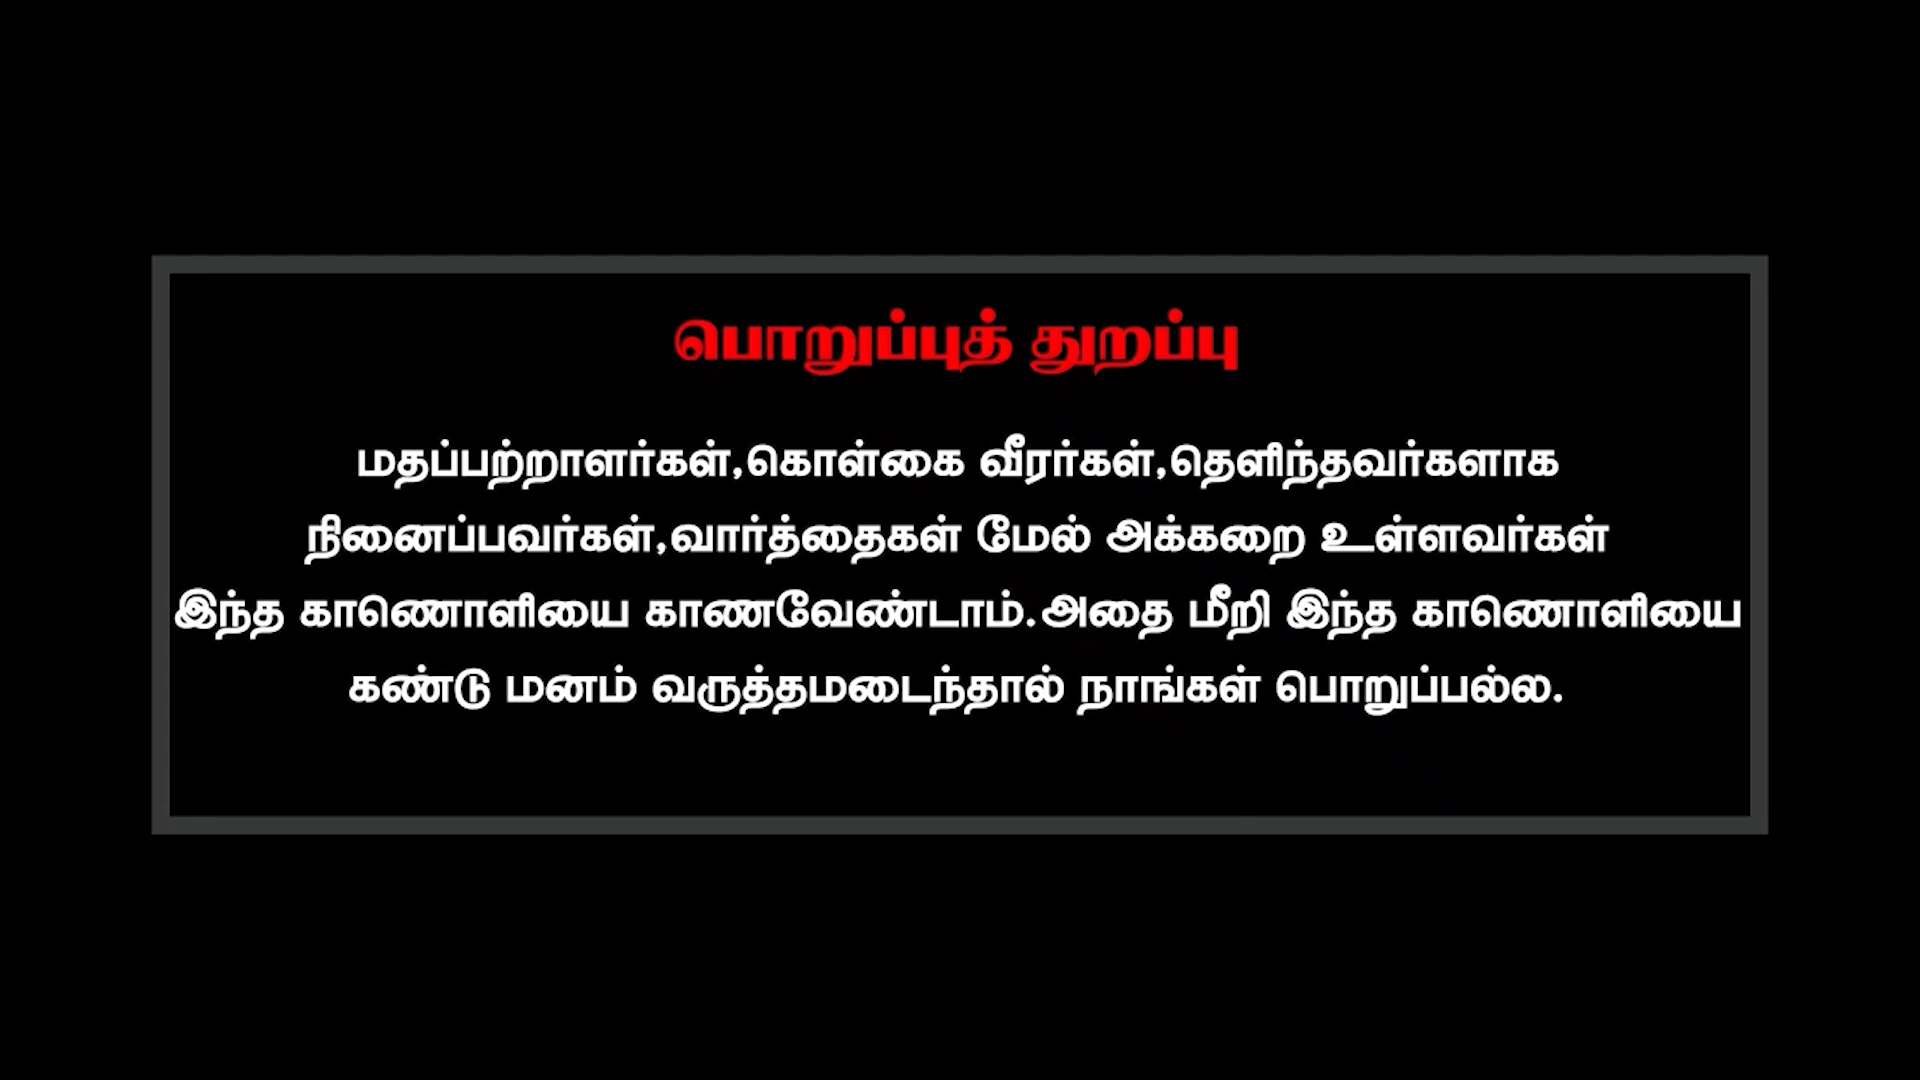 பொறுப்புத் துறப்பு
மதப்பற்றாளர்கள்,கொள்கை வீரர்கள்,தெளிந்தவர்களாக
நினைப்பவர்கள்,வார்த்தைகள் மேல் அக்கறை உள்ளவர்கள்
இந்த காணொளியை காணவேண்டாம்.அதை மீறி இந்த காணொளியை
கண்டு மனம் வருத்தமடைந்தால் நாங்கள் பொறுப்பல்ல.